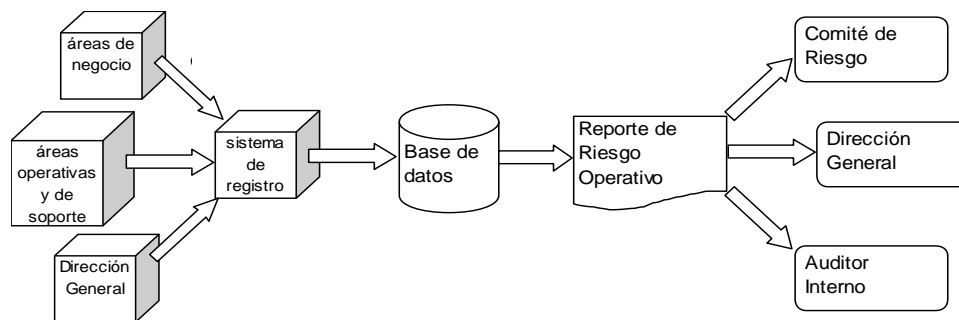 áreas de
negocio
áreas
operativas
y de
soporte
Dirección
General
sistema
de
registro
Base de
datos
Reporte de
Riesgo
Operativo
Comité de
Riesgo
Dirección
General
Auditor
Interno